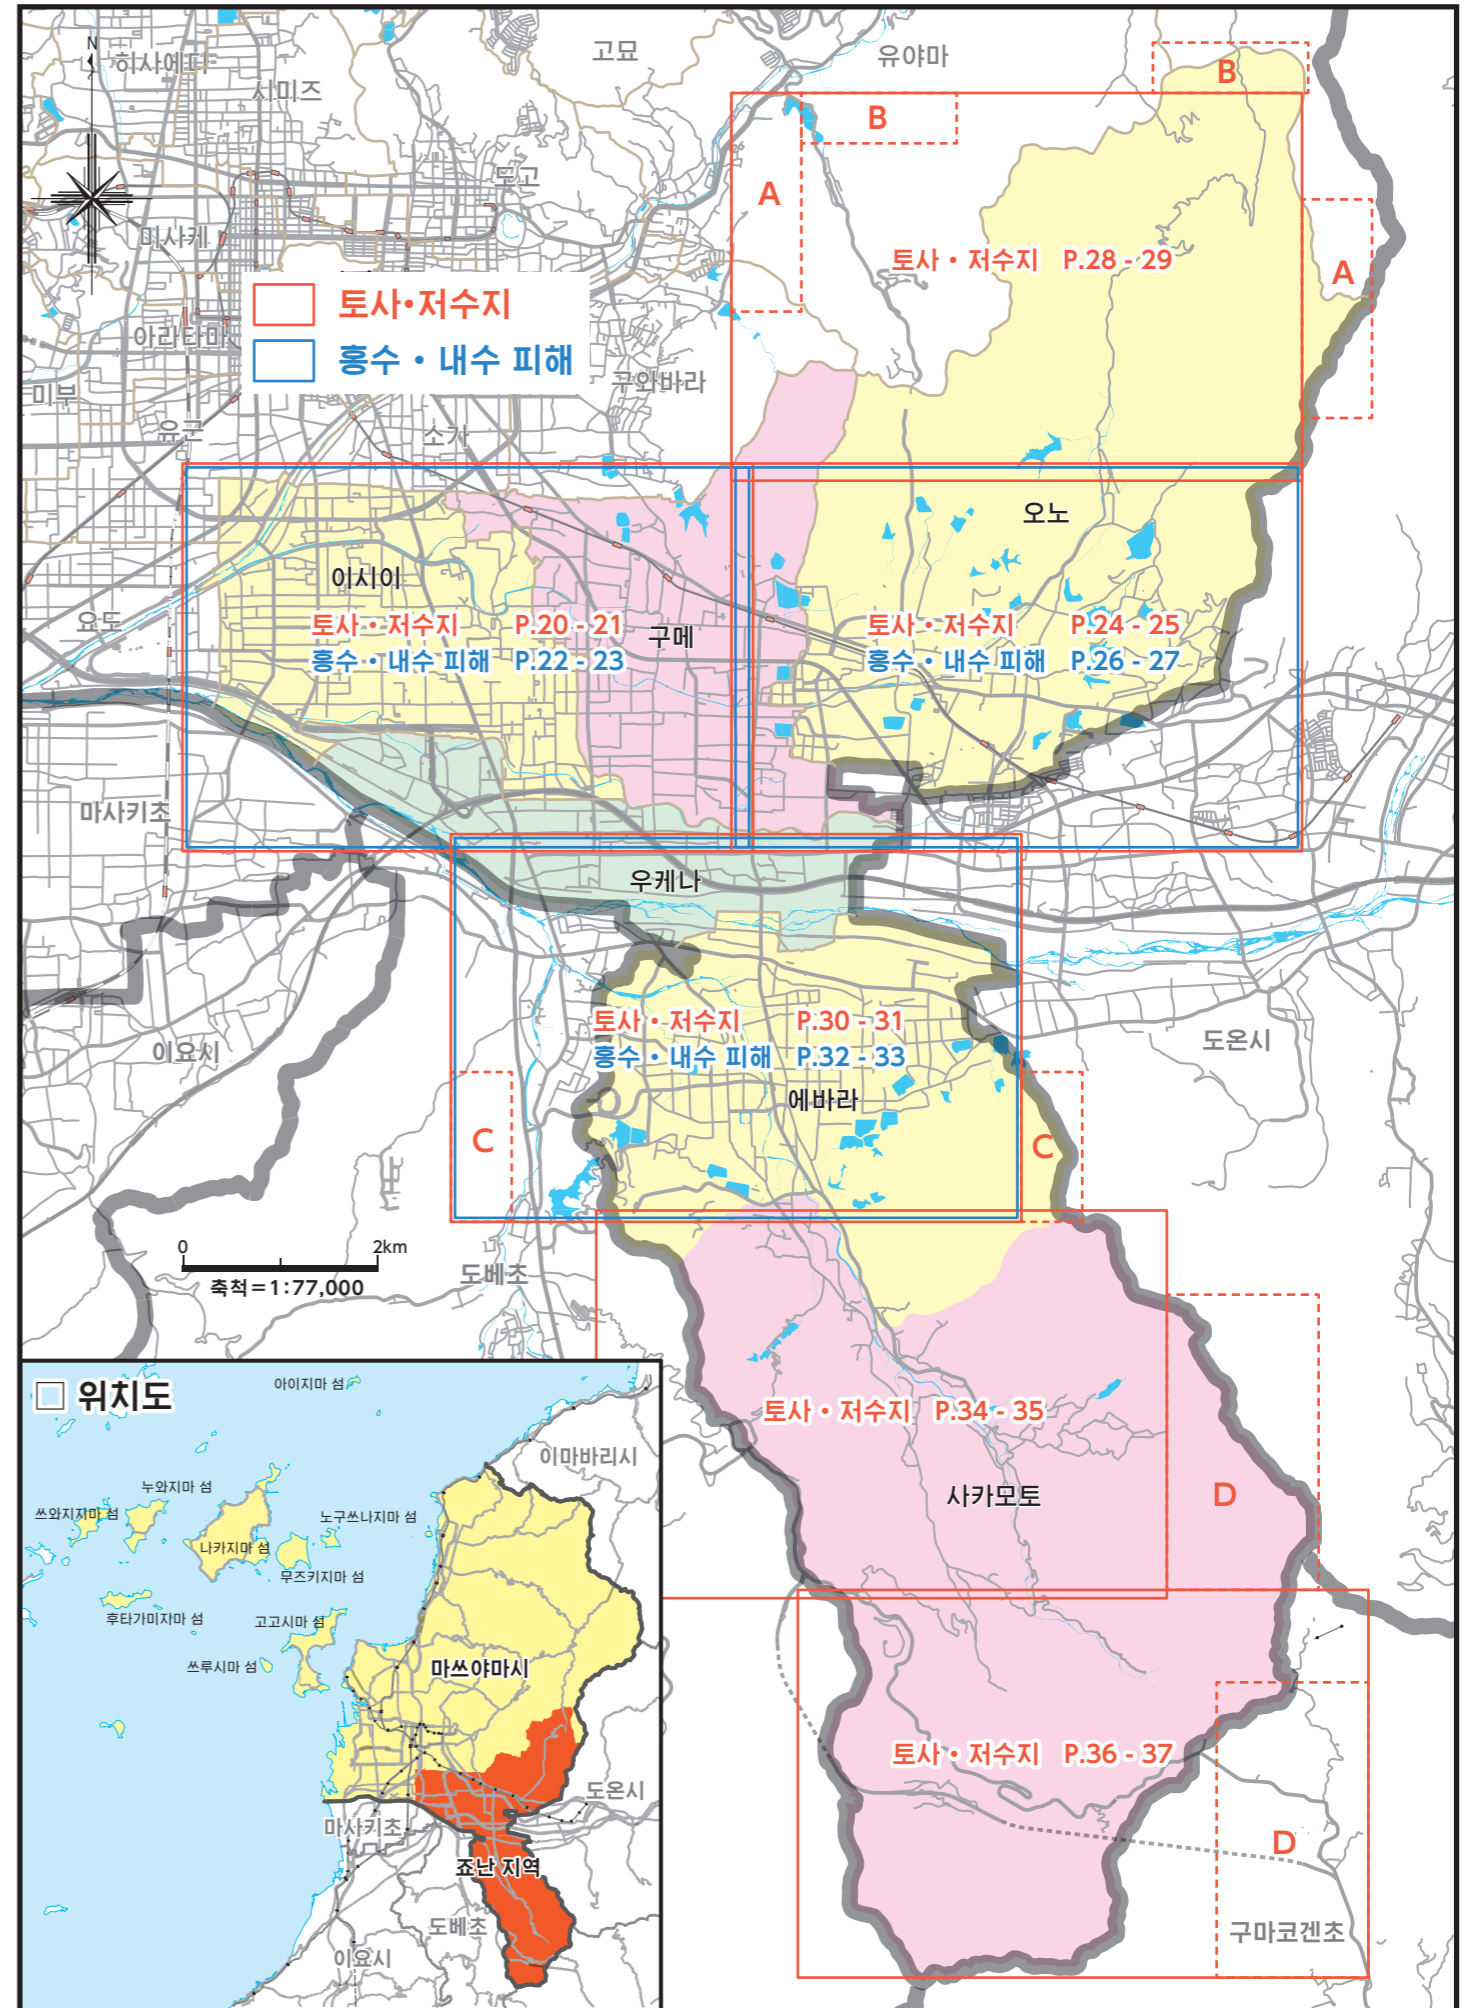 고묘
유야마
N
히사에다
시미즈
B
B
도고
A
미사케
토사・저수지 P.28 - 29
A
토사•저수지
아라타마
홍수・내수 피해
미부
구와바라
유군
소가
오노
이시이
요도
토사・저수지 P.20 - 21
구메
토사・저수지 P.24 - 25
홍수・내수 피해 P.22 - 23
홍수・내수 피해 P.26 - 27
마사키초
우케나
토사・저수지 P.30 - 31
이요시
홍수・내수 피해 P.32 - 33
도온시
에바라
C
C
0 2km
축척=1:77,000
도베초
□ 위치도
아이지마 섬
토사・저수지 P.34 - 35
이마바리시
누와지마 섬
쓰와지지마 섬
노구쓰나지마 섬
사카모토
D
나카지마 섬
무즈키지마 섬
후타가미자마 섬
고고시마 섬
쓰루시마 섬
마쓰야마시
토사・저수지 P.36 - 37
도온시
마사키초
D
죠난 지역
도베초
구마코겐초
이요시